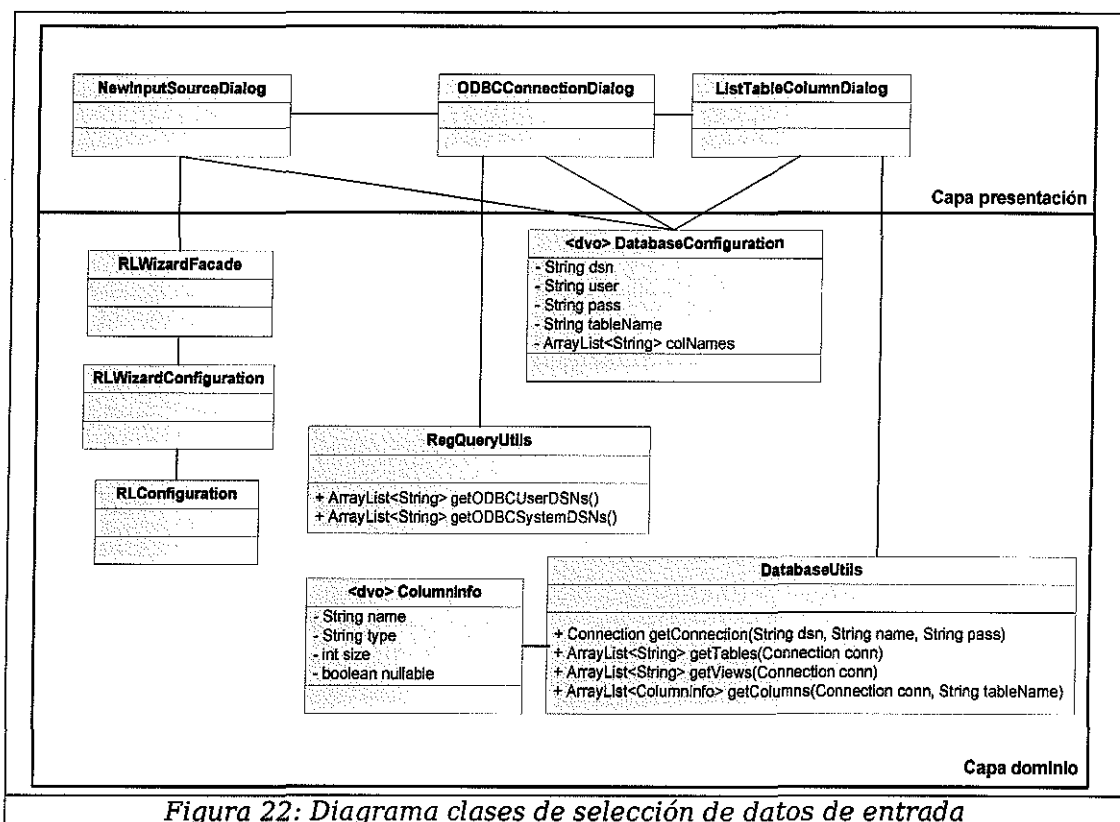 NewInputSourceDialog
ODBCConnectionDialog
ListTableColumnDialog
Capa presentación
RLWizardFacade
<dvo> DatabaseConfiguration
- String dsn
- String user
- String pass
- String tableName
- ArrayList<String> colNames
RLWizardConfiguration
RegQueryUtils
+ ArrayList<String> getODBCUserDSNs()
+ ArrayList<String> getODBCSystemDSNs()
RLConfiguration
<dvo> ColumnInfo
- String name
- String type
- int size
- boolean nullable
DatabaseUtils
+ Connection getConnection(String dsn, String name, String pass)
+ ArrayList<String> getTables(Connection conn)
+ ArrayList<String> getViews(Connection conn)
+ ArrayList<ColumnInfo> getColumns(Connection conn, String tableName)
Capa dominio
Figura 22: Diagrama clases de selección de datos de entrada